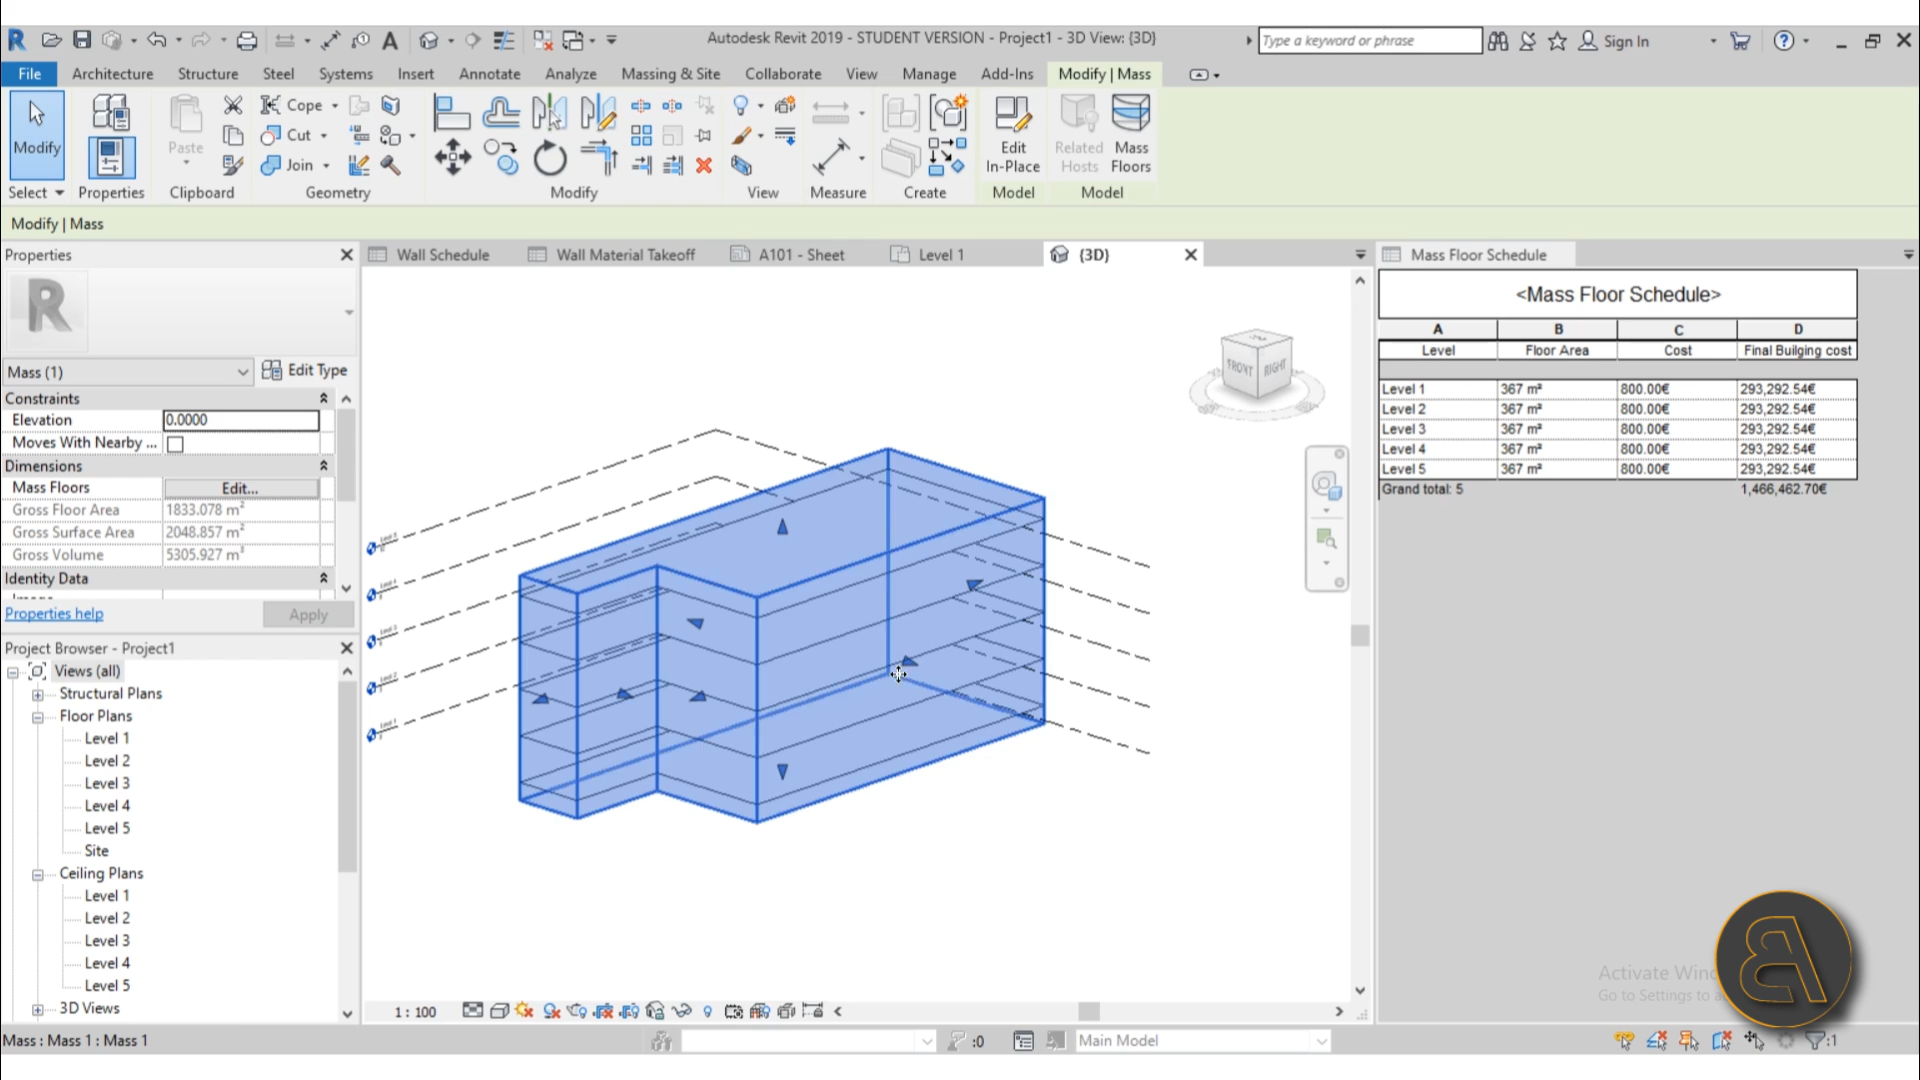 Autodesk Revit 2019 - STUDENT VERSION - Project1 - 3D View: {3D}
Type a keyword or phrase
Sign In
File Architecture Structure Steel Systems Insert Annotate Analyze Massing & Site Collaborate View Manage Add-Ins Modify | Mass
Modify
Paste
Cope
Cut
Join
Edit In-Place
Related Hosts
Mass Floors
Select Properties Clipboard Geometry Modify View Measure Create Model Model
Modify | Mass
Properties
Wall Schedule Wall Material Takeoff A101 - Sheet Level 1 {3D}
Mass Floor Schedule
Mass (1)
Edit Type
Constraints
Elevation 0.0000
Moves With Nearby ...
Dimensions
Mass Floors Edit...
Gross Floor Area 1833.078 m²
Gross Surface Area 2048.857 m²
Gross Volume 5305.927 m³
Identity Data
Properties help
Apply
Project Browser - Project1
Views (all)
Structural Plans
Floor Plans
Level 1
Level 2
Level 3
Level 4
Level 5
Site
Ceiling Plans
Level 1
Level 2
Level 3
Level 4
Level 5
3D Views
FRONT
RIGHT
<Mass Floor Schedule>
A B C D
Level Floor Area Cost Final Builging cost
Level 1 367 m² 800.00€ 293,292.54€
Level 2 367 m² 800.00€ 293,292.54€
Level 3 367 m² 800.00€ 293,292.54€
Level 4 367 m² 800.00€ 293,292.54€
Level 5 367 m² 800.00€ 293,292.54€
Grand total: 5 1,466,462.70€
Activate Wind
Go to Settings to a
1 : 100
Mass : Mass 1 : Mass 1
:0
Main Model
:1